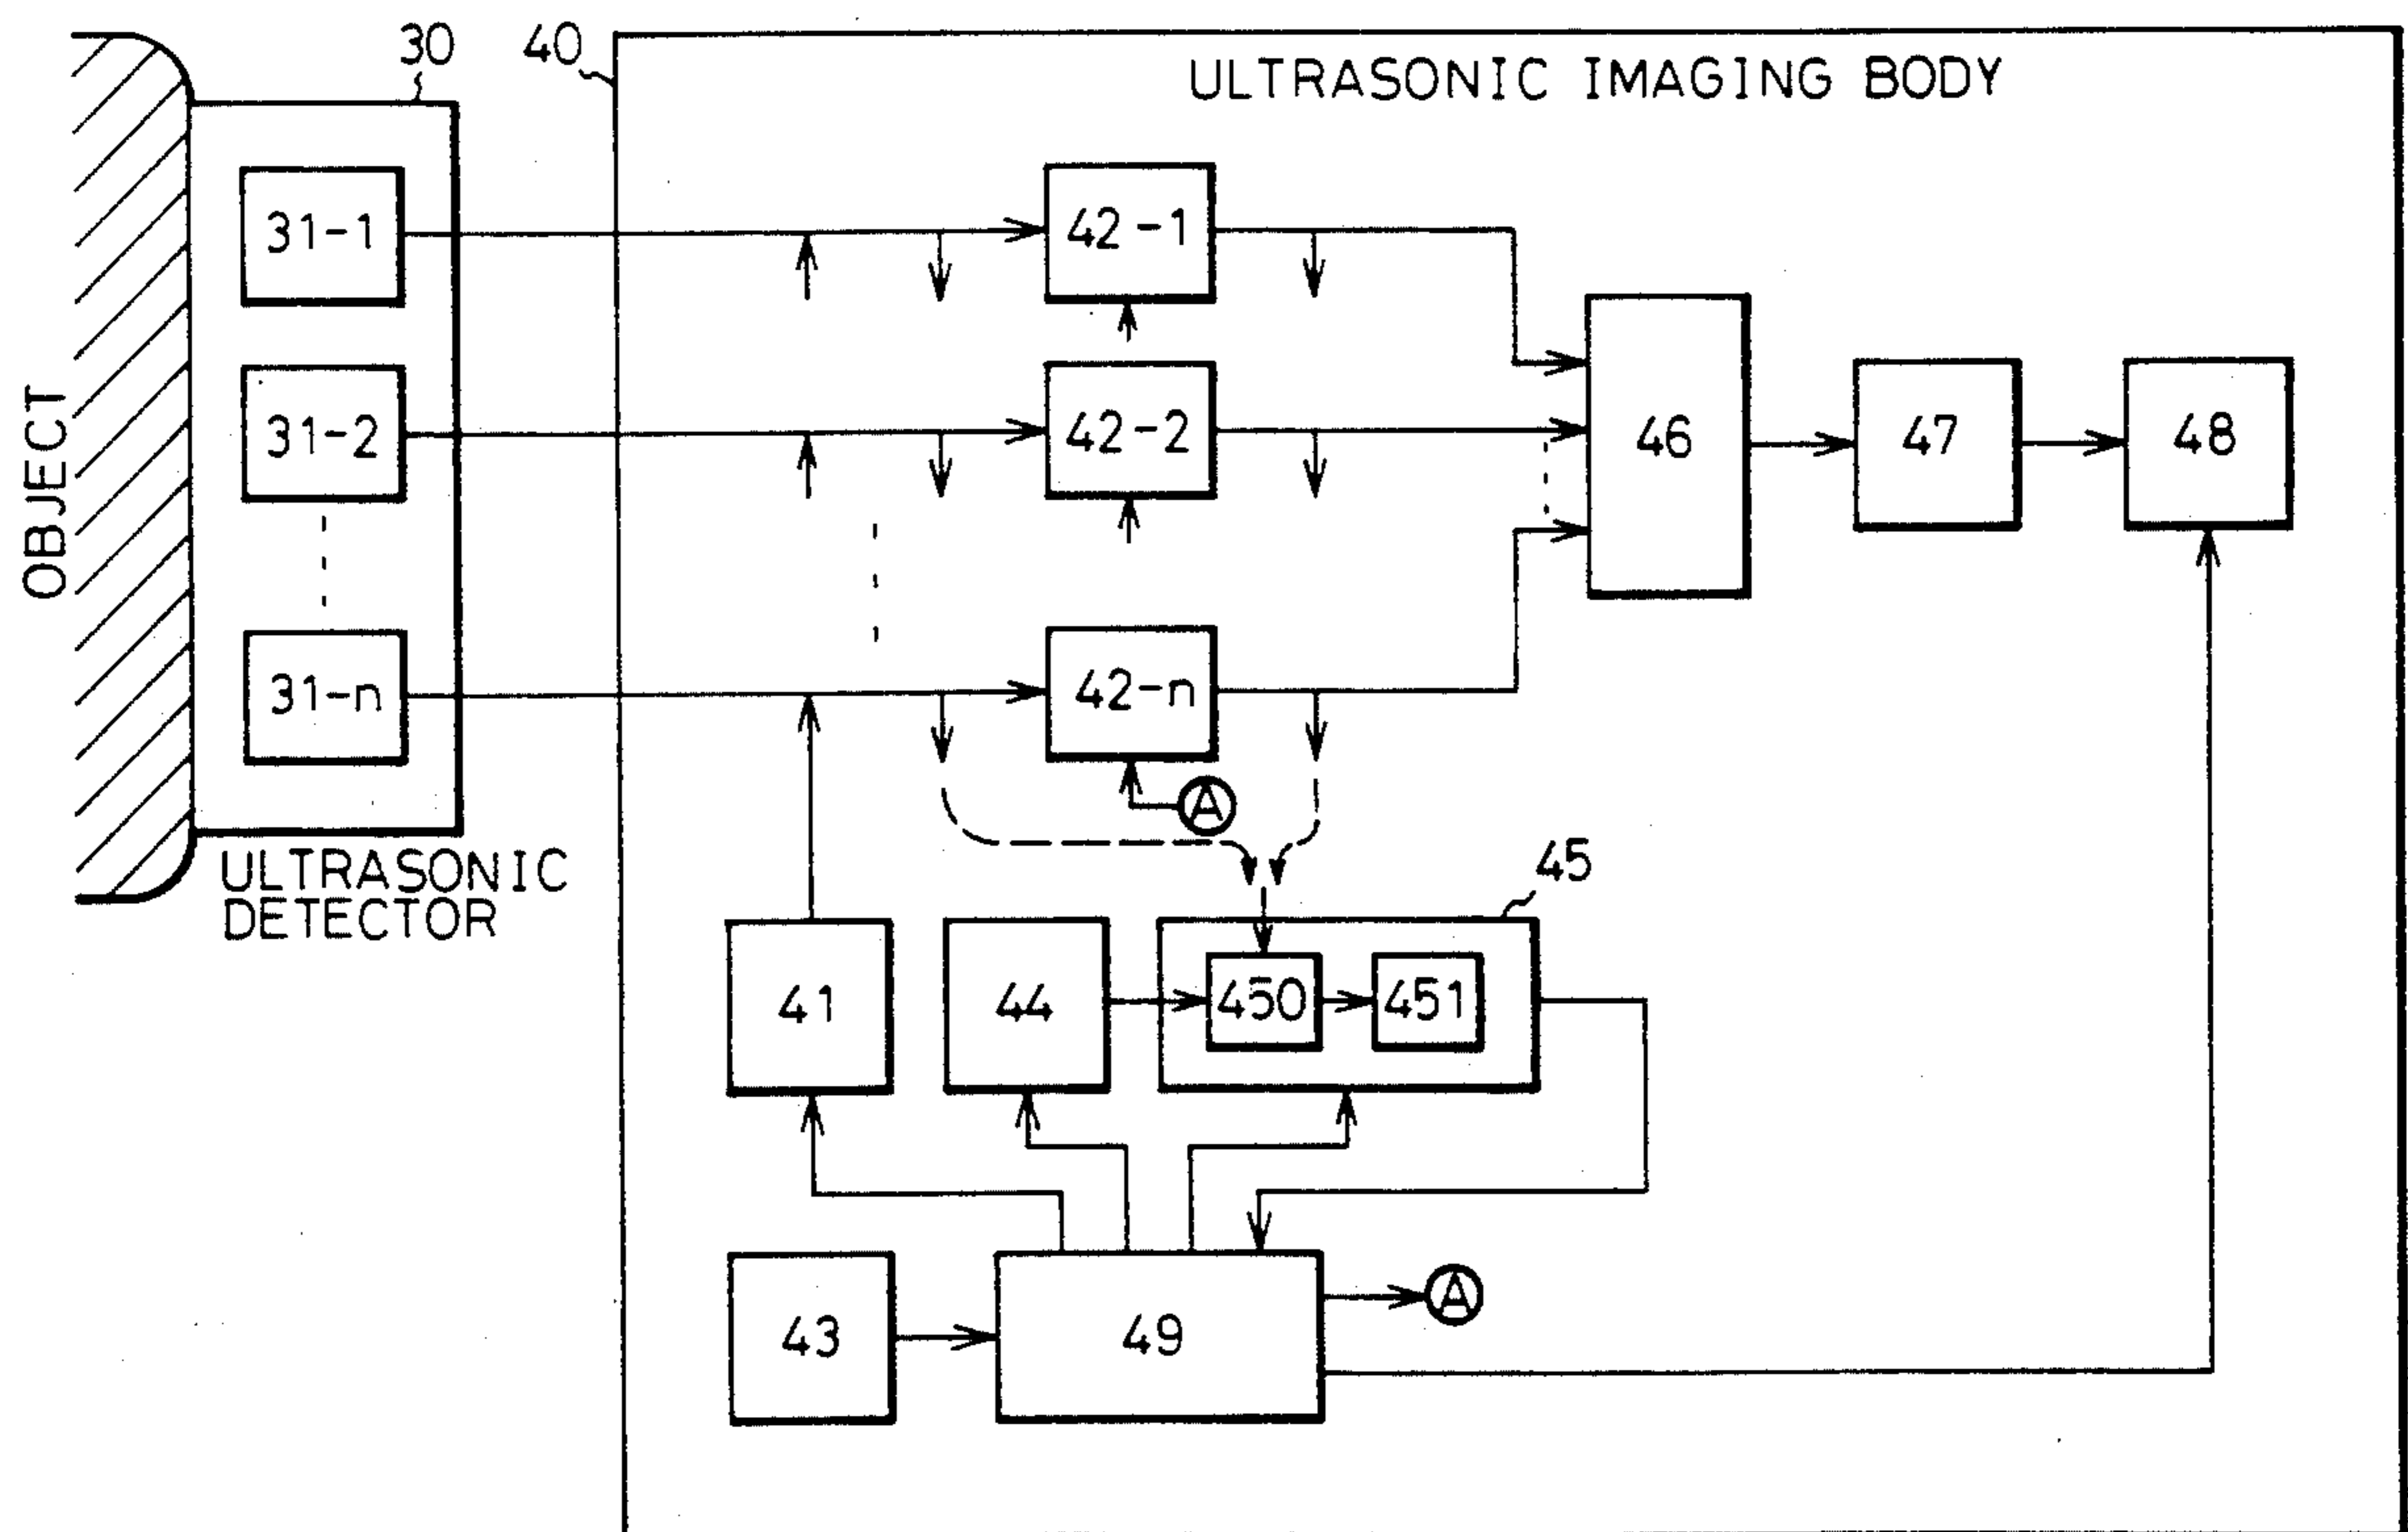 30
40
ULTRASONIC IMAGING BODY
OBJECT
31-1
42-1
31-2
42-2
46
47
48
31-n
42-n
A
ULTRASONIC
DETECTOR
45
41
44
450
451
A
43
49